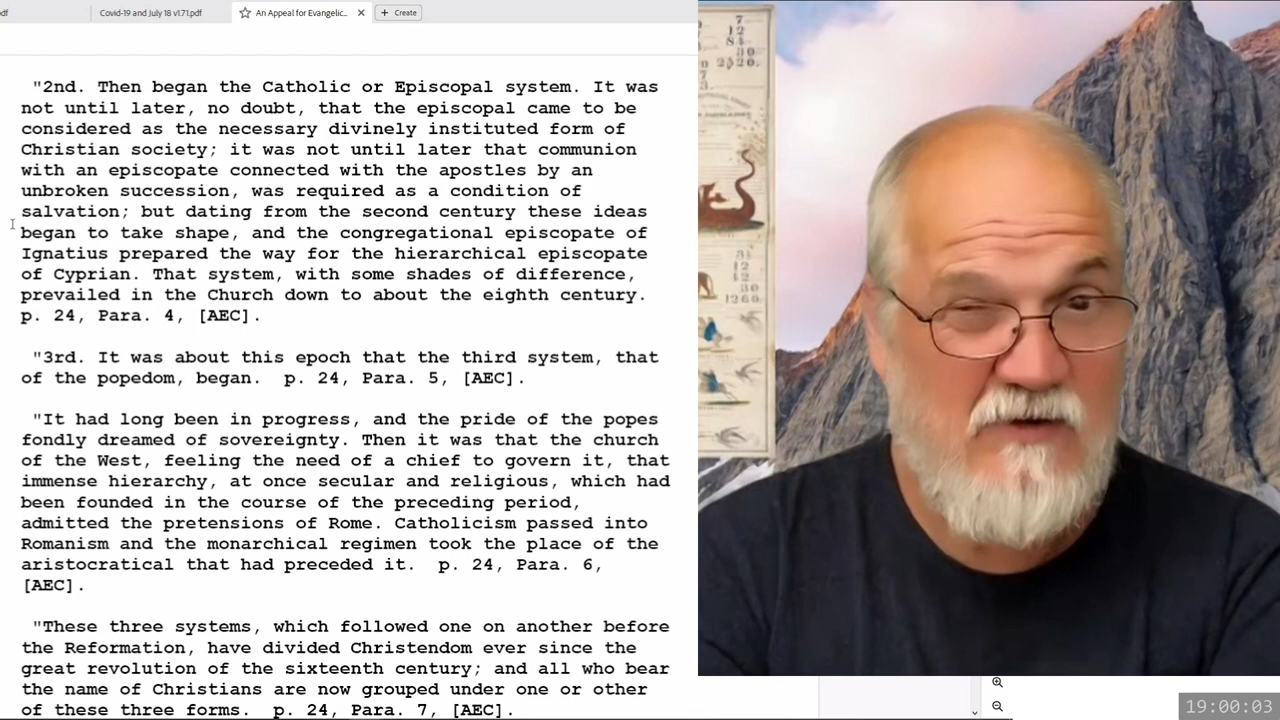 df
Covid-19 and July 18 v1.71.pdf
An Appeal for Evangelic...
Create
"2nd. Then began the Catholic or Episcopal system. It was
not until later, no doubt, that the episcopal came to be
considered as the necessary divinely instituted form of
Christian society; it was not until later that communion
with an episcopate connected with the apostles by an
unbroken succession, was required as a condition of
salvation; but dating from the second century these ideas
began to take shape, and the congregational episcopate of
Ignatius prepared the way for the hierarchical episcopate
of Cyprian. That system, with some shades of difference,
prevailed in the Church down to about the eighth century.
p. 24, Para. 4, [AEC].
"3rd. It was about this epoch that the third system, that
of the popedom, began. p. 24, Para. 5, [AEC].
"It had long been in progress, and the pride of the popes
fondly dreamed of sovereignty. Then it was that the church
of the West, feeling the need of a chief to govern it, that
immense hierarchy, at once secular and religious, which had
been founded in the course of the preceding period,
admitted the pretensions of Rome. Catholicism passed into
Romanism and the monarchical regimen took the place of the
aristocratical that had preceded it. p. 24, Para. 6,
[AEC].
"These three systems, which followed one on another before
the Reformation, have divided Christendom ever since the
great revolution of the sixteenth century; and all who bear
the name of Christians are now grouped under one or other
of these three forms. p. 24, Para. 7, [AEC].
7
12
30
2520.
7
33
12
30
1260.
19:00:03